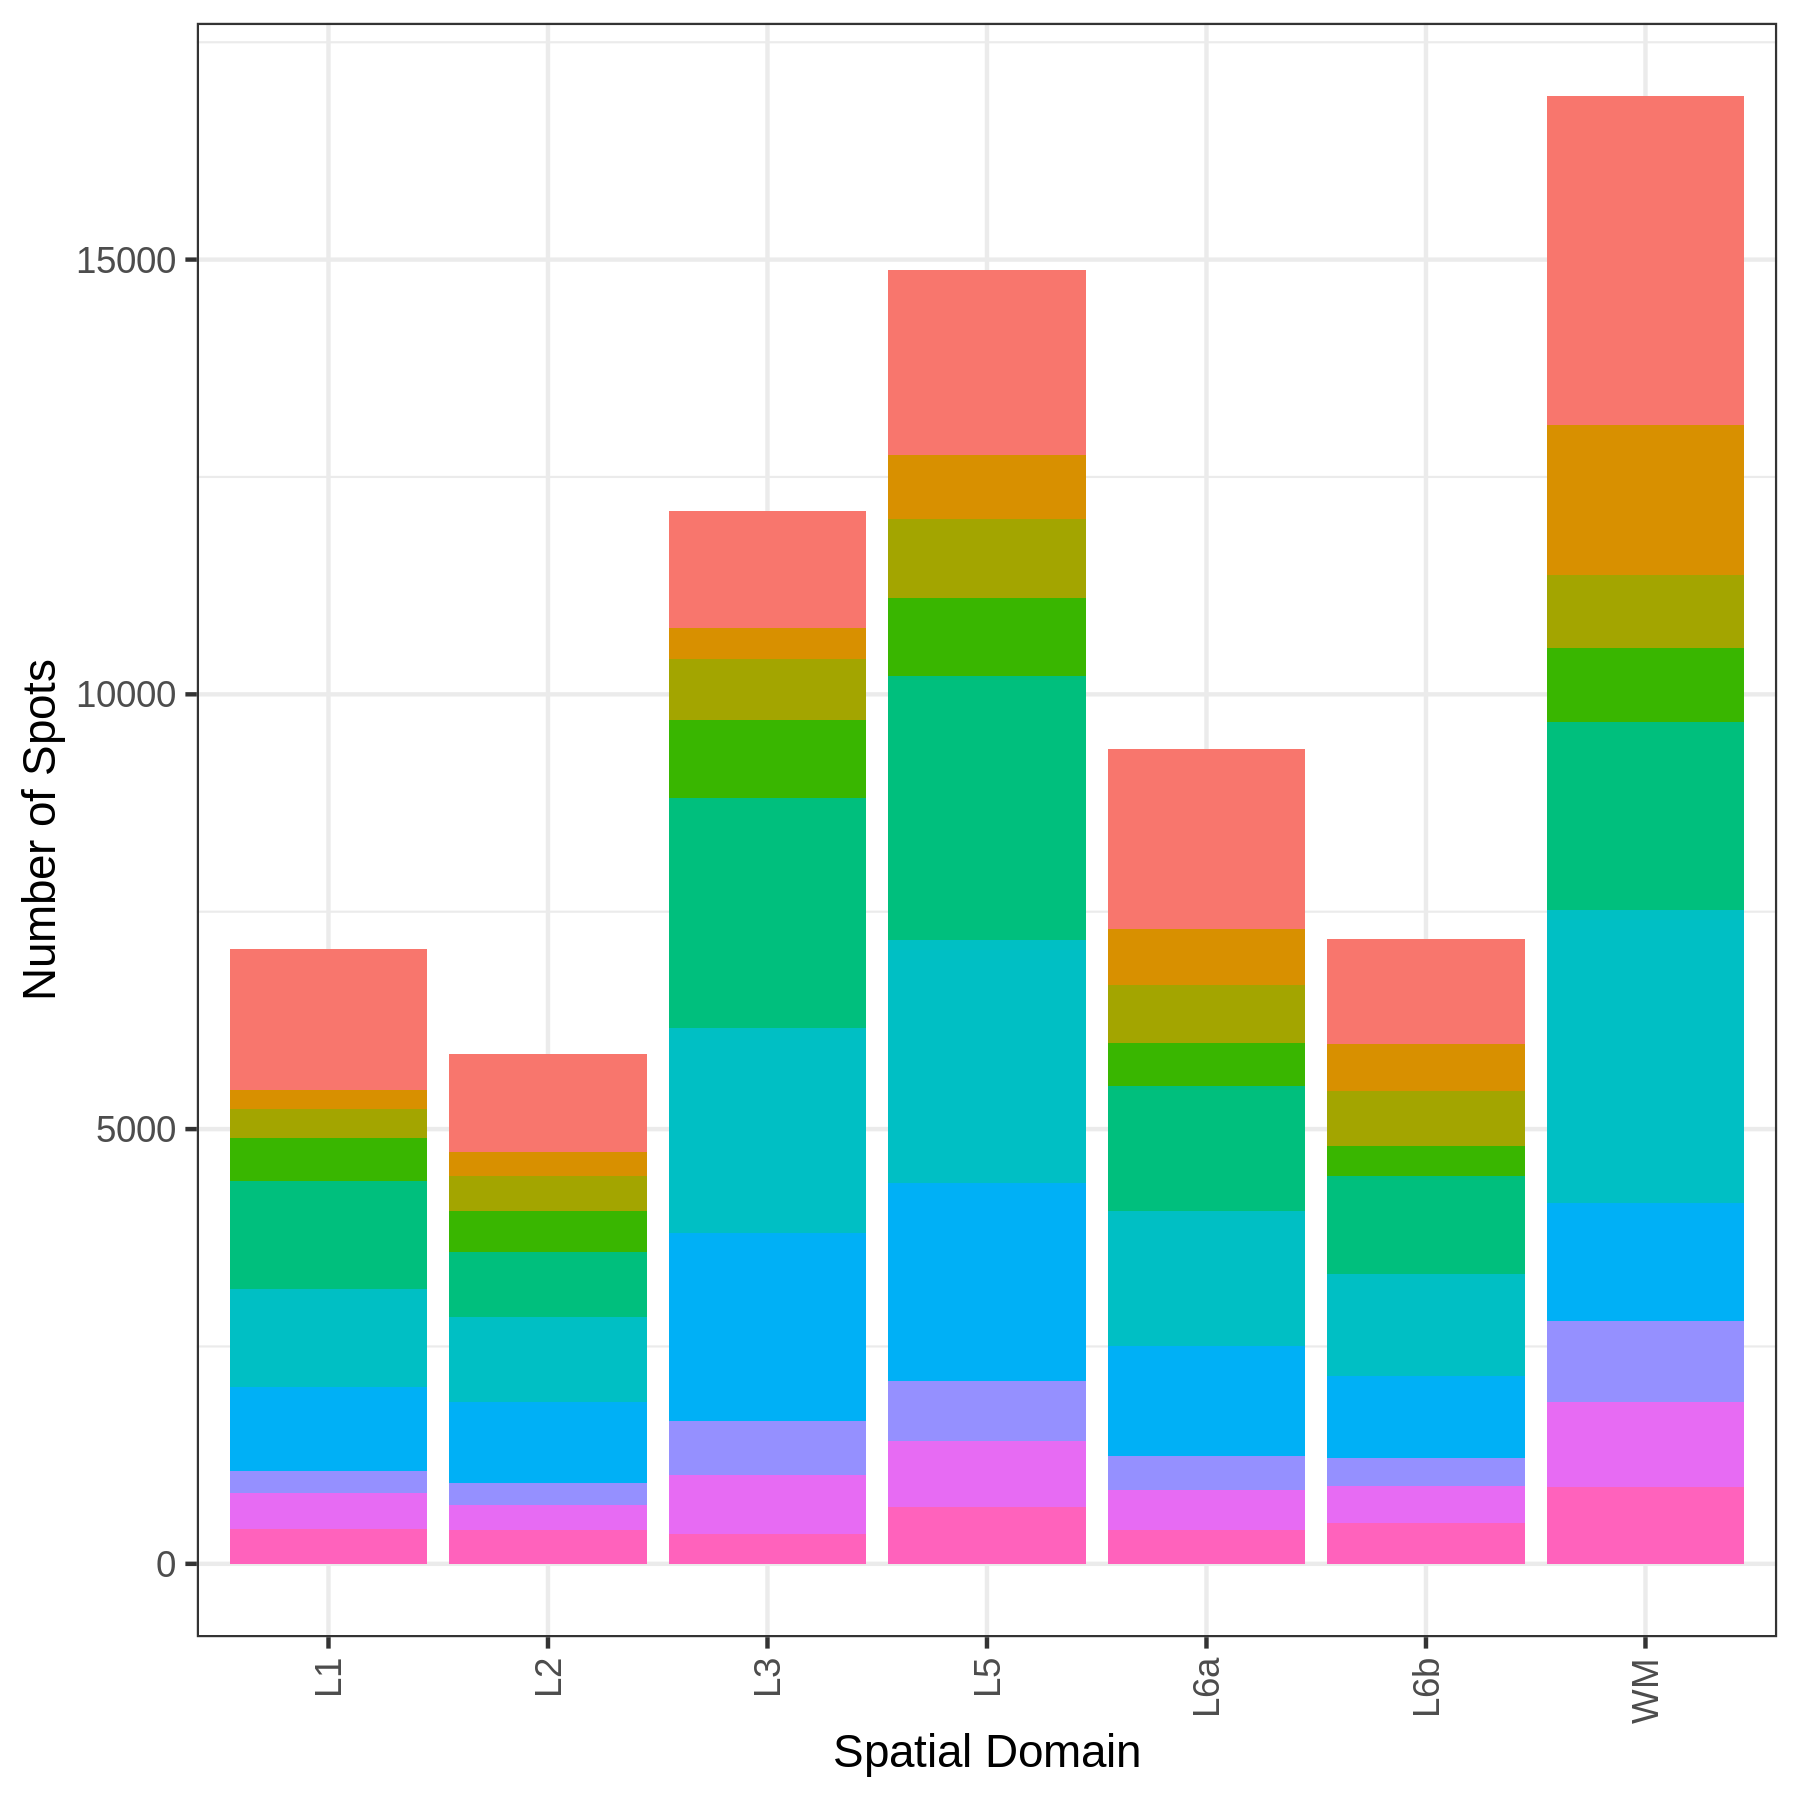 Number of Spots
15000
10000
5000
0
L1
L2
L3
L5
L6a
L6b
WM
Spatial Domain